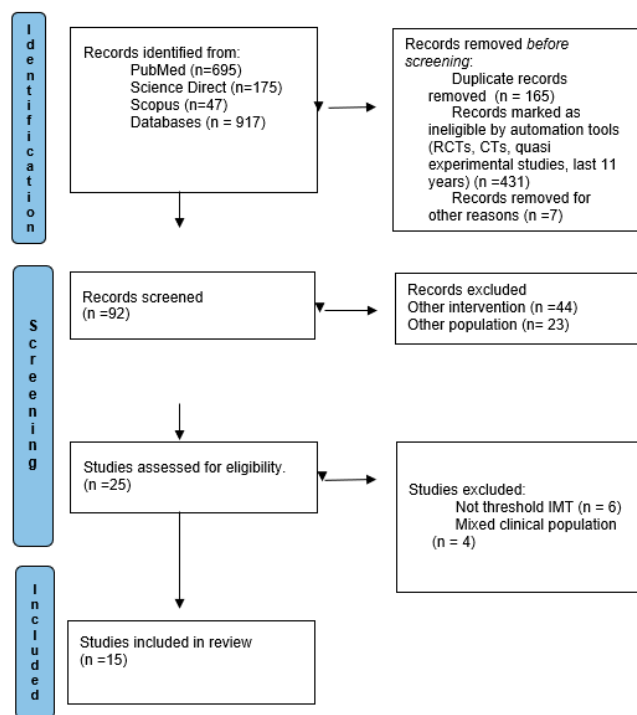 Identification
Records identified from:
PubMed (n=695)
Science Direct (n=175)
Scopus (n=47)
Databases (n = 917)
Records removed before
screening:
Duplicate records
removed (n = 165)
Records marked as
ineligible by automation tools
(RCTs, CTs, quasi
experimental studies, last 11
years) (n =431)
Records removed for
other reasons (n =7)
Screening
Records screened
(n =92)
Records excluded
Other intervention (n =44)
Other population (n= 23)
Studies assessed for eligibility.
(n =25)
Studies excluded:
Not threshold IMT (n = 6)
Mixed clinical population
(n = 4)
Included
Studies included in review
(n =15)